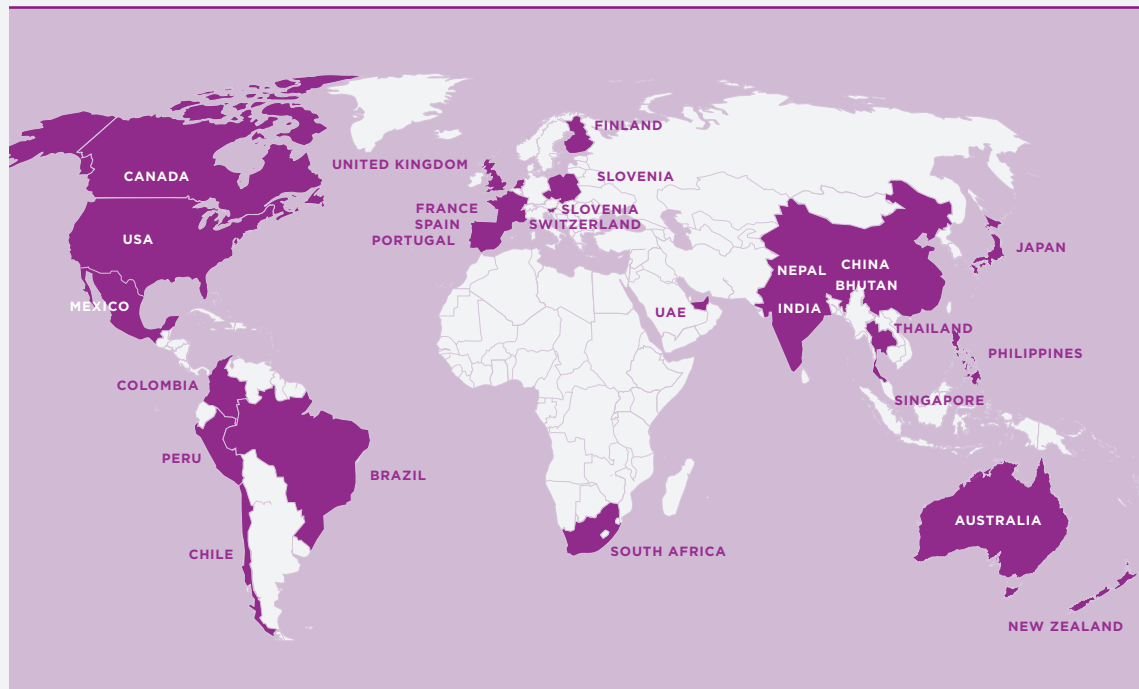 FINLAND
UNITED KINGDOM
CANADA
SLOVENIA
FRANCE
SLOVENIA
SPAIN
SWITZERLAND
PORTUGAL
USA
JAPAN
CHINA
NEPAL
BHUTAN
MEXICO
INDIA
UAE
THAILAND
PHILIPPINES
COLOMBIA
SINGAPORE
PERU
BRAZIL
AUSTRALIA
CHILE
SOUTH AFRICA
NEW ZEALAND